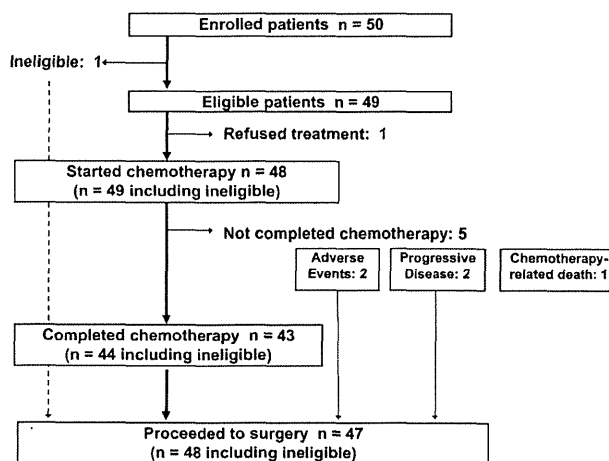 Enrolled patients n = 50
Ineligible: 1
Eligible patients n = 49
Refused treatment: 1
Started chemotherapy n = 48
(n = 49 including ineligible)
Not completed chemotherapy: 5
Adverse
Events: 2
Progressive
Disease: 2
Chemotherapy-
related death: 1
Completed chemotherapy n = 43
(n = 44 including ineligible)
Proceeded to surgery n = 47
(n = 48 including ineligible)